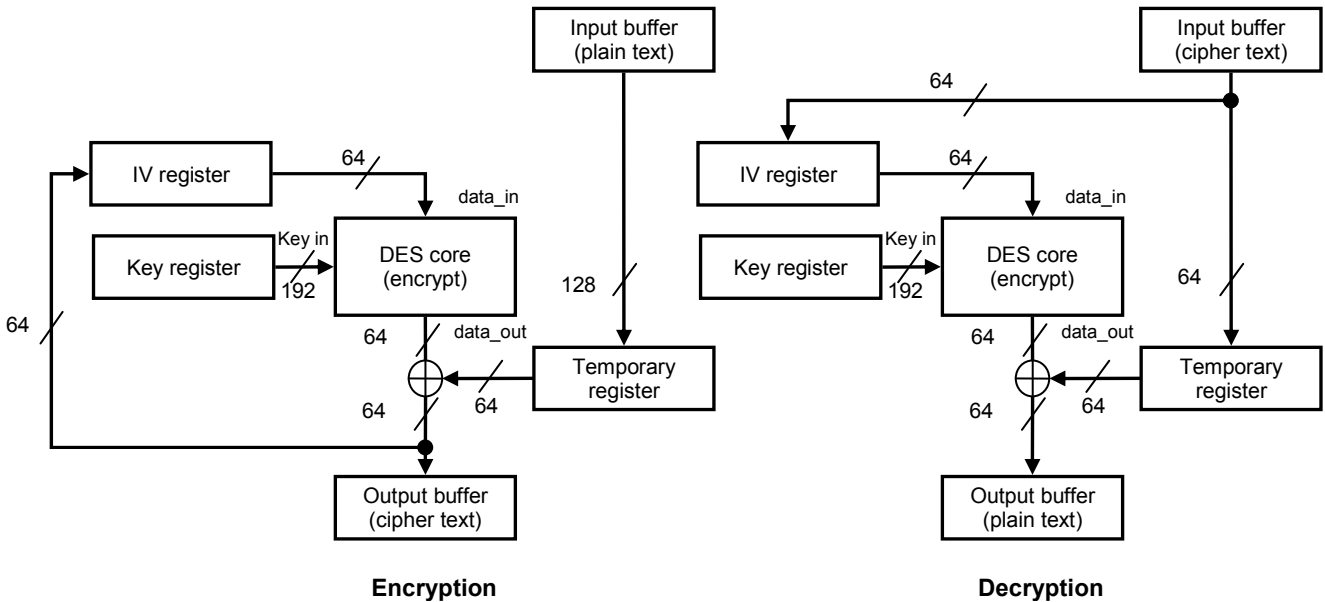 Input buffer
(plain text)
64
IV register
data_in
Key register
Key in
192
DES core
(encrypt)
128
64
64
data_out
Temporary
register
64
64
Output buffer
(cipher text)
Encryption
Input buffer
(cipher text)
64
64
IV register
data_in
Key register
Key in
192
DES core
(encrypt)
64
64
data_out
Temporary
register
64
64
Output buffer
(plain text)
Decryption